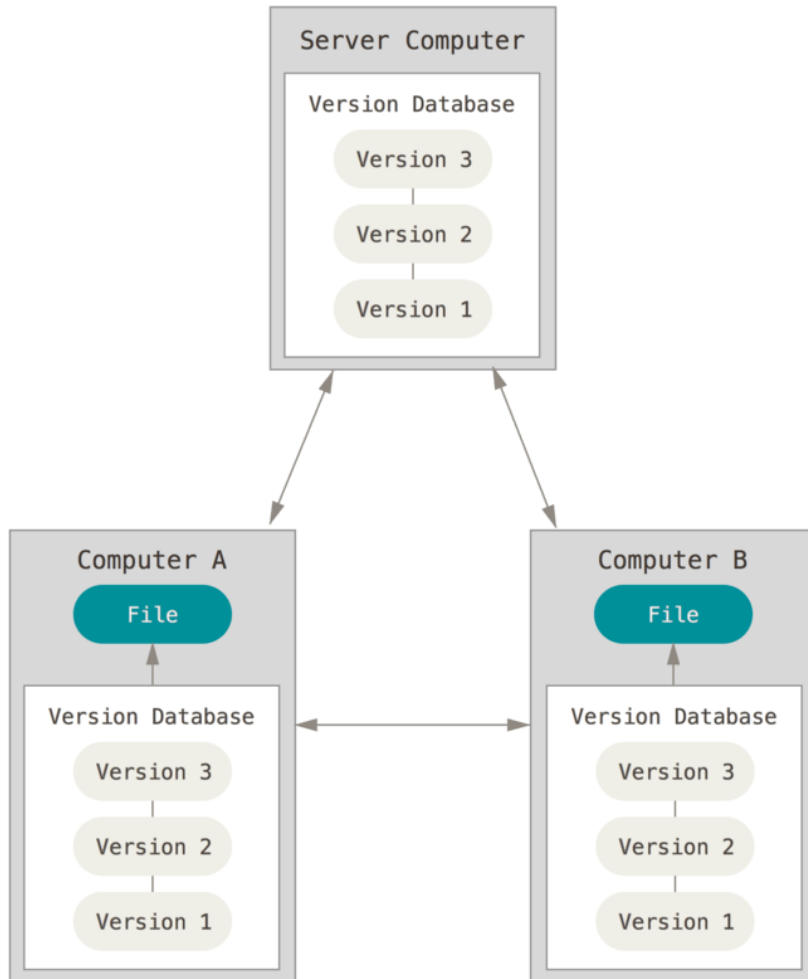 Server Computer
Version Database
Version 3
Version 2
Version 1
Computer A
File
Version Database
Version 3
Version 2
Version 1
Computer B
File
Version Database
Version 3
Version 2
Version 1